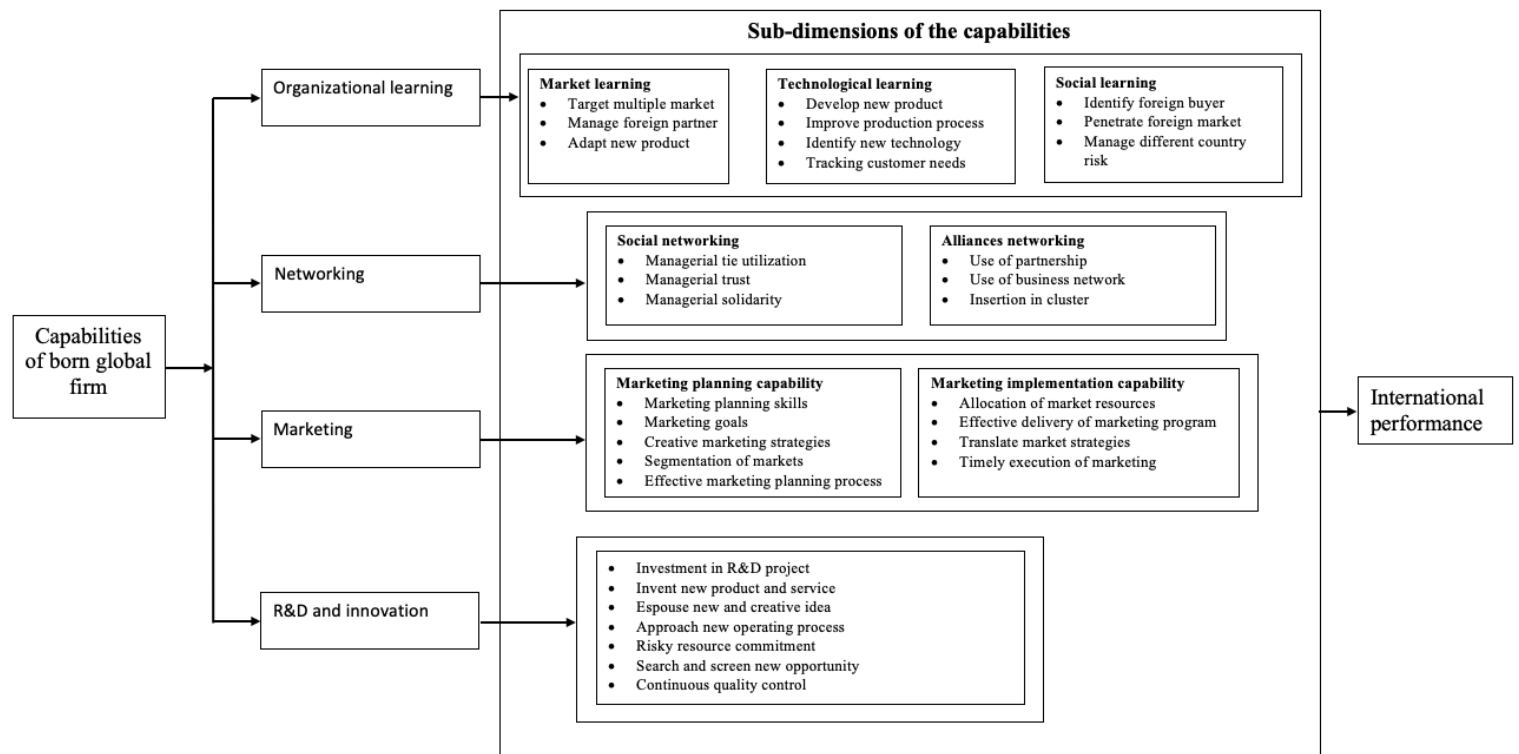 Sub-dimensions of the capabilities
Capabilities
of born global
firm
Organizational learning
Market learning
• Target multiple market
• Manage foreign partner
• Adapt new product
Technological learning
• Develop new product
• Improve production process
• Identify new technology
• Tracking customer needs
Social learning
• Identify foreign buyer
• Penetrate foreign market
• Manage different country
risk
Networking
Social networking
• Managerial tie utilization
• Managerial trust
• Managerial solidarity
Alliances networking
• Use of partnership
• Use of business network
• Insertion in cluster
Marketing
Marketing planning capability
• Marketing planning skills
• Marketing goals
• Creative marketing strategies
• Segmentation of markets
• Effective marketing planning process
Marketing implementation capability
• Allocation of market resources
• Effective delivery of marketing program
• Translate market strategies
• Timely execution of marketing
R&D and innovation
• Investment in R&D project
• Invent new product and service
• Espouse new and creative idea
• Approach new operating process
• Risky resource commitment
• Search and screen new opportunity
• Continuous quality control
International
performance